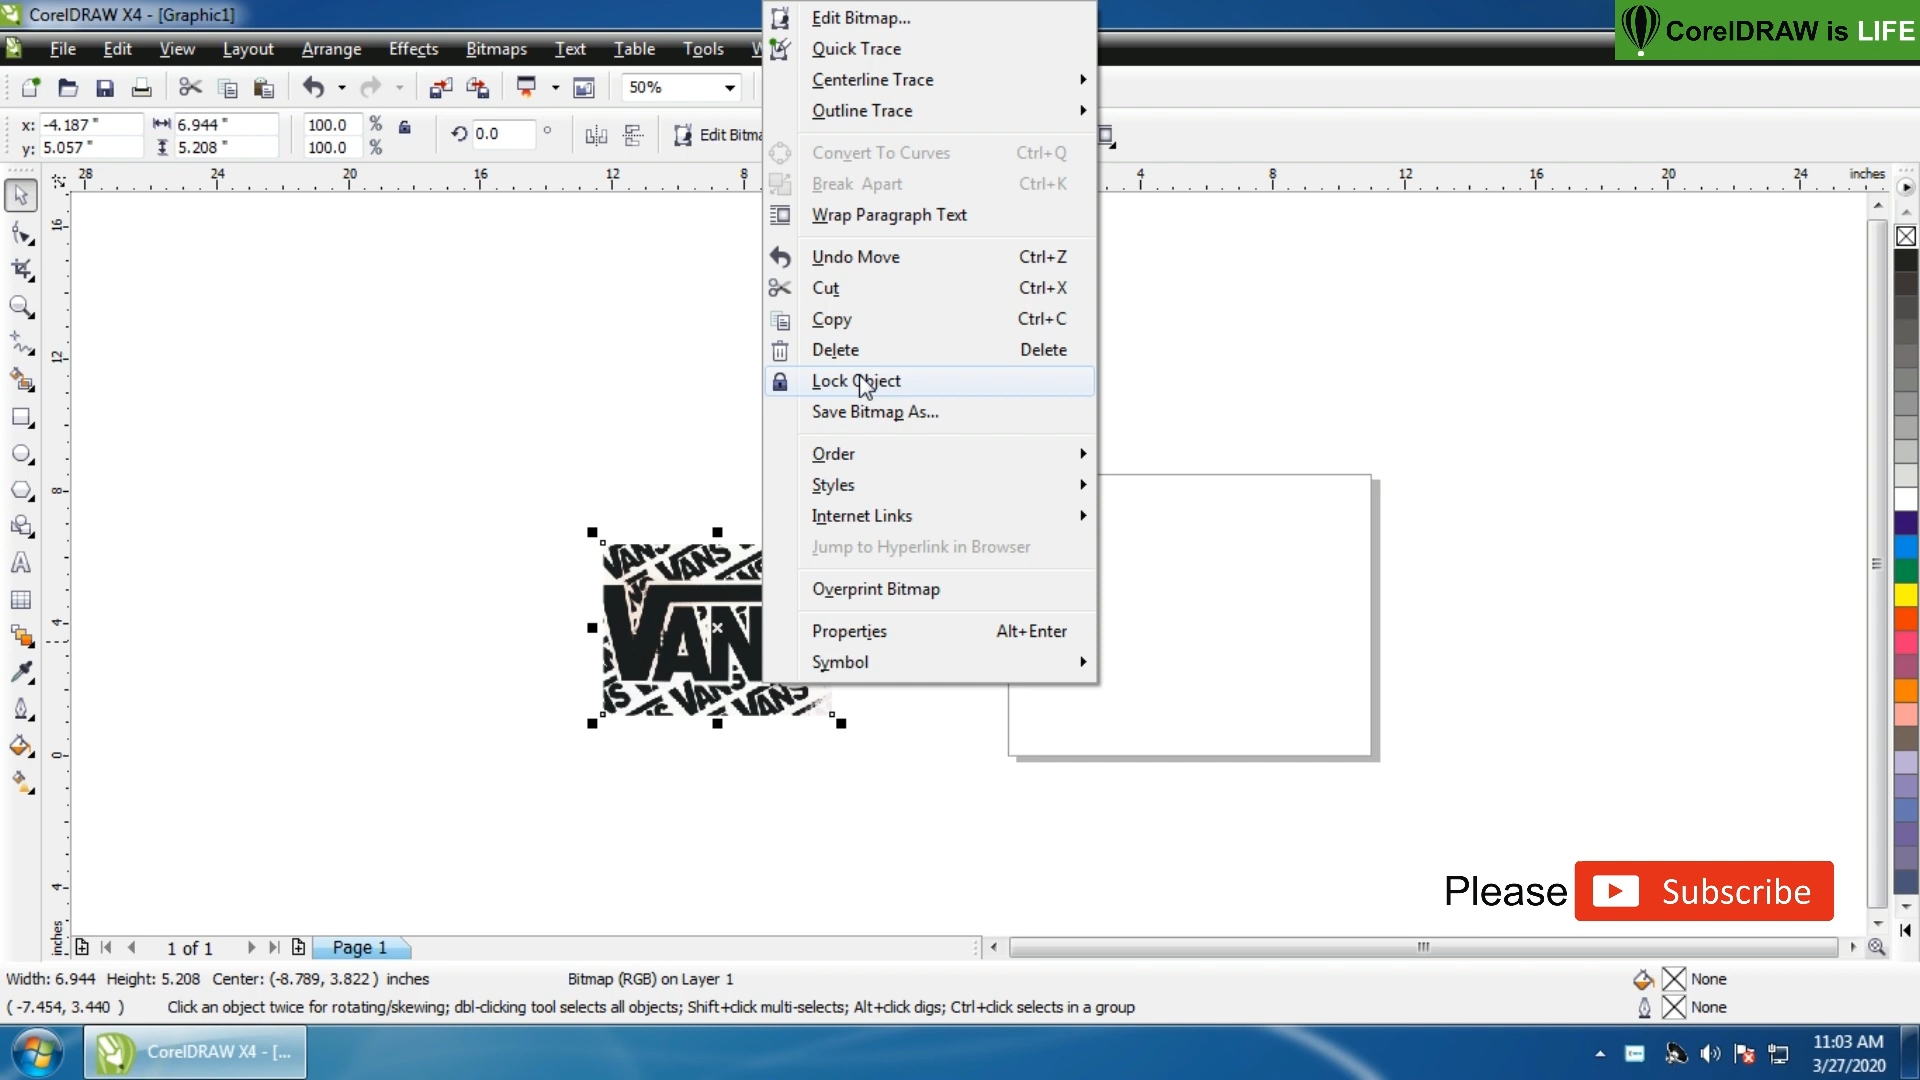 CorelDRAW X4 - [Graphic1]
CorelDRAW is LIFE
File Edit View Layout Arrange Effects Bitmaps Text Table Tools W
50%
x: -4.187 " 6.944 " 100.0 % 0.0 ° Edit Bitma
y: 5.057 " 5.208 " 100.0 %
28 24 20 16 12 8 4 8 12 16 20 24 inches
16
12
8
4
0
4
inches
Edit Bitmap...
Quick Trace
Centerline Trace
Outline Trace
Convert To Curves Ctrl+Q
Break Apart Ctrl+K
Wrap Paragraph Text
Undo Move Ctrl+Z
Cut Ctrl+X
Copy Ctrl+C
Delete Delete
Lock Object
Save Bitmap As...
Order
Styles
Internet Links
Jump to Hyperlink in Browser
Overprint Bitmap
Properties Alt+Enter
Symbol
VANS VANS
VAN
VANS VANS
Please Subscribe
1 of 1 Page 1
Width: 6.944 Height: 5.208 Center: (-8.789, 3.822 ) inches Bitmap (RGB) on Layer 1 None
( -7.454, 3.440 ) Click an object twice for rotating/skewing; dbl-clicking tool selects all objects; Shift+click multi-selects; Alt+click digs; Ctrl+click selects in a group None
CorelDRAW X4 - [...
11:03 AM
3/27/2020